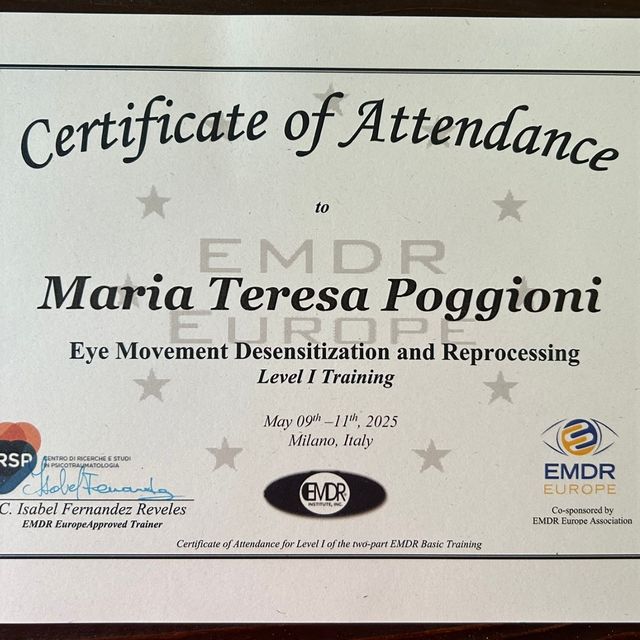 Certificate of Attendance
to
EMDR
Maria Teresa Poggioni
EUROPE
Eye Movement Desensitization and Reprocessing
Level I Training
May 09th –11th, 2025
Milano, Italy
RSP
CENTRO DI RICERCHE E STUDI
IN PSICOTRAUMATOLOGIA
Isabel Fernandez
C. Isabel Fernandez Reveles
EMDR EuropeApproved Trainer
EMDR
INSTITUTE, INC.
EMDR
EUROPE
Co-sponsored by
EMDR Europe Association
Certificate of Attendance for Level I of the two-part EMDR Basic Training